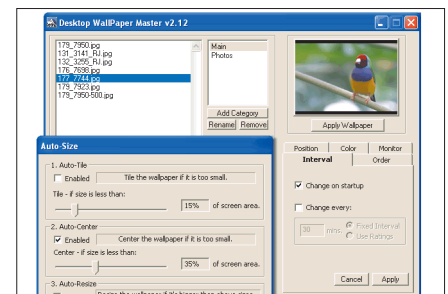 Desktop WallPaper Master v2.12
179_7950.jpg
131_3141_RJ.jpg
132_3255_RJ.jpg
176_7698.jpg
177_7744.jpg
179_7923.jpg
179_7950-500.jpg
Main
Photos
Add Category
Rename Remove
Apply Wallpaper
Position Color Monitor
Interval Order
Change on startup
Change every:
30 mins. Fixed Interval
Use Ratings
Cancel Apply
Auto-Size
1. Auto-Tile
Enabled Tile the wallpaper if it is too small.
Tile - if size is less than:
15% of screen area.
2. Auto-Center
Enabled Center the wallpaper if it is too small.
Center - if size is less than:
35% of screen area.
3. Auto-Resize